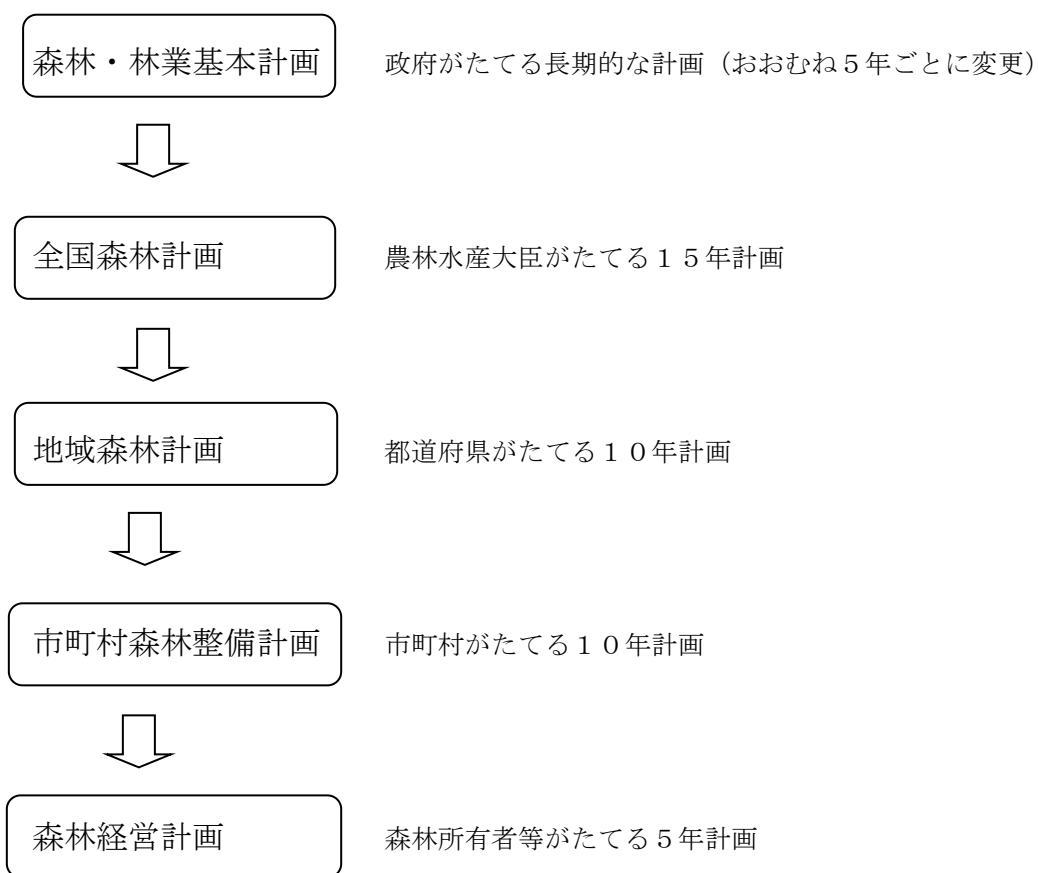 森林・林業基本計画　政府がたてる長期的な計画（おおむね５年ごとに変更）
全国森林計画　農林水産大臣がたてる１５年計画
地域森林計画　都道府県がたてる１０年計画
市町村森林整備計画　市町村がたてる１０年計画
森林経営計画　森林所有者等がたてる５年計画